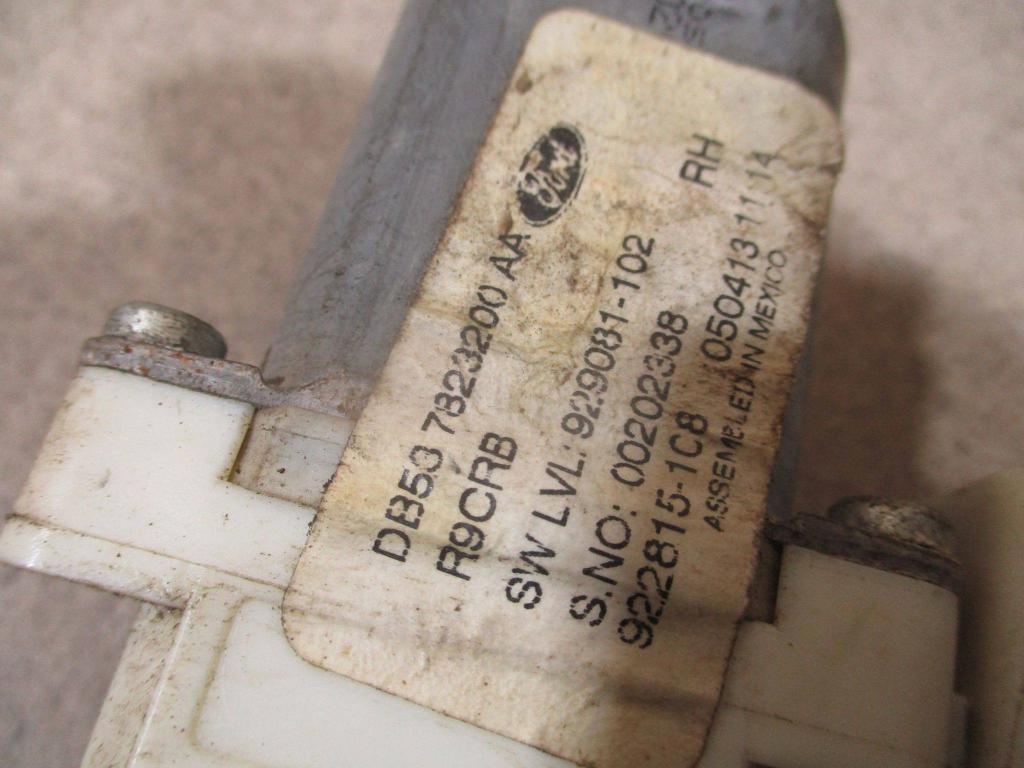 Ford
DB53 7823200 AA
R9CRB
RH
SW LVL: 929081-102
S.NO: 00202338
922815-1C8 050413 11 14
ASSEMBLED IN MEXICO